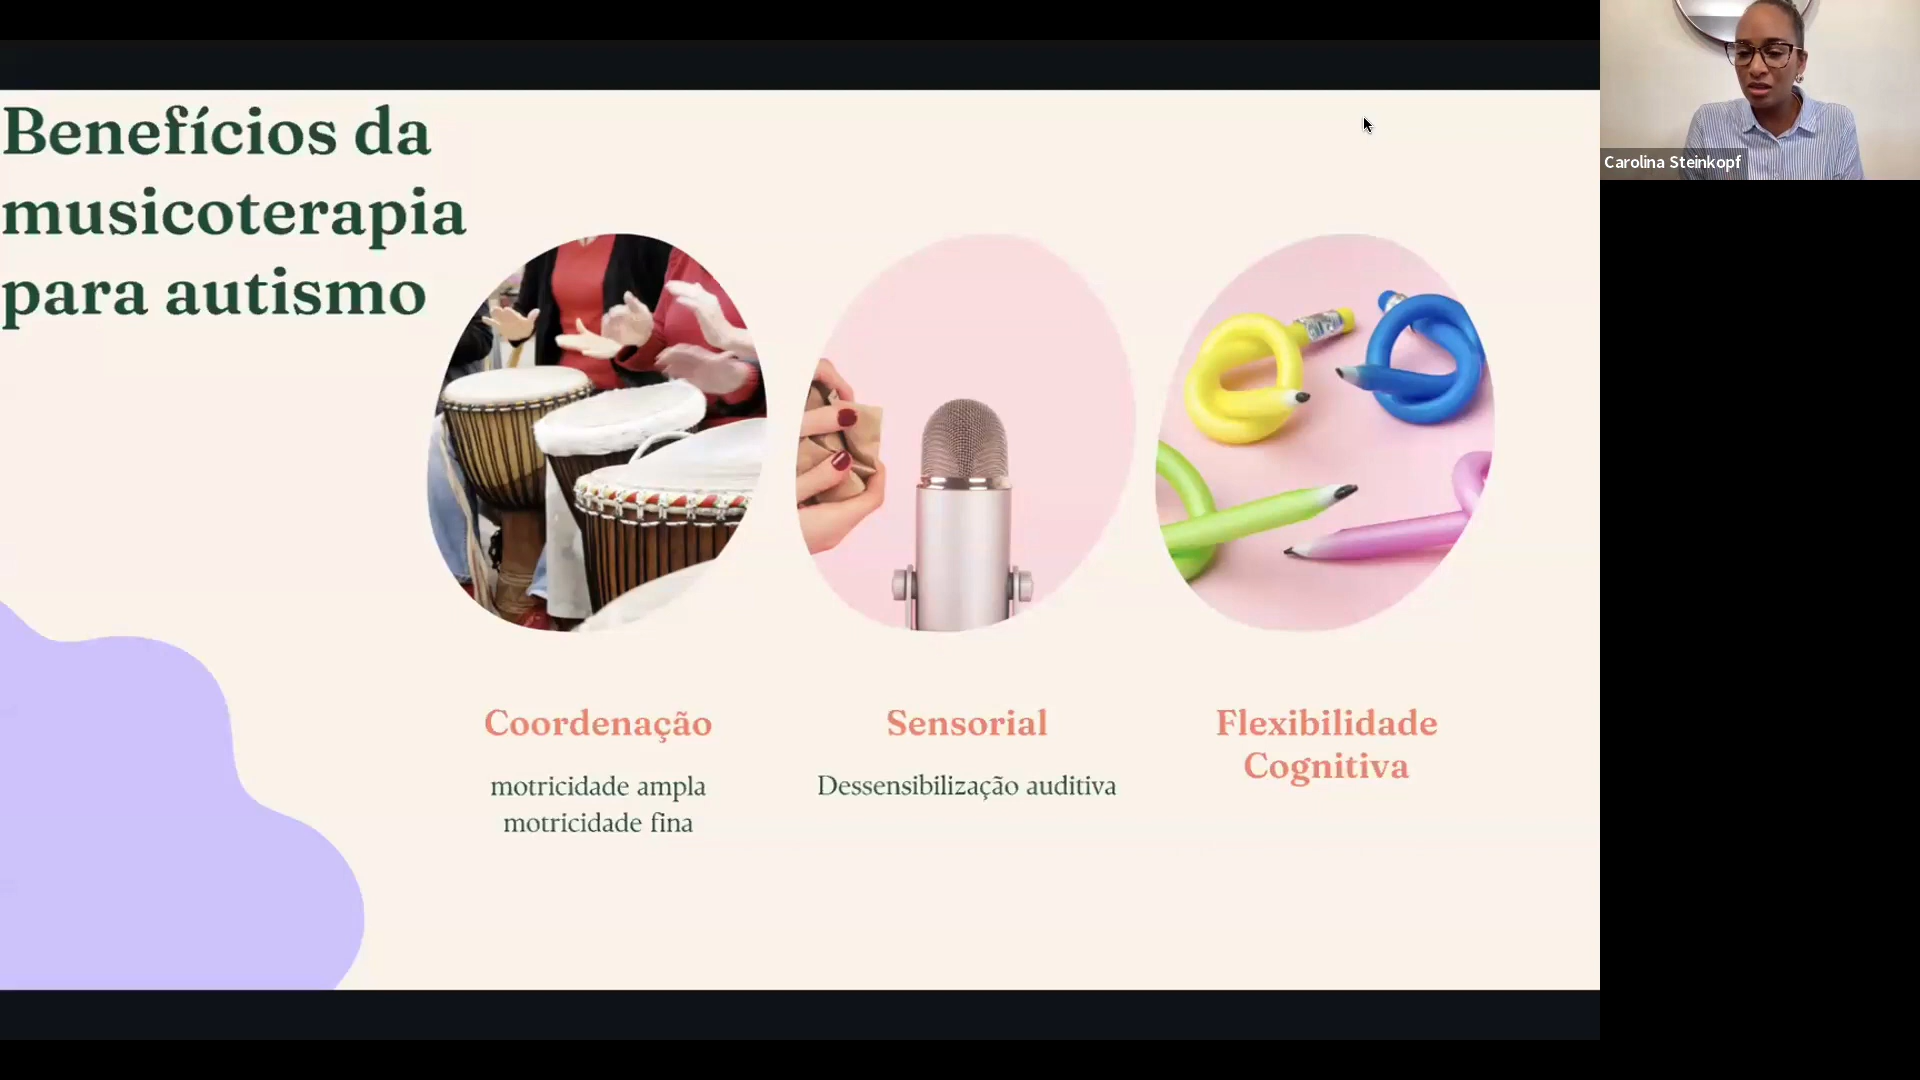 Benefícios da
musicoterapia
para autismo
Coordenação
motricidade ampla
motricidade fina
Sensorial
Dessensibilização auditiva
Flexibilidade
Cognitiva
Carolina Steinkopf